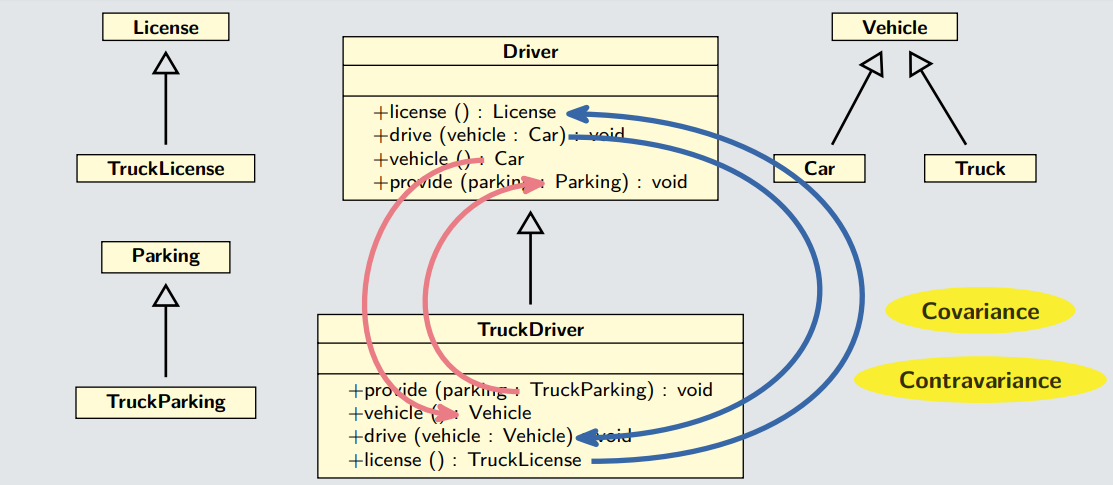 License
TruckLicense
Parking
TruckParking
Driver
+license () : License
+drive (vehicle : Car) : void
+vehicle () : Car
+provide (parking : Parking) : void
TruckDriver
+provide (parking : TruckParking) : void
+vehicle () : Vehicle
+drive (vehicle : Vehicle) : void
+license () : TruckLicense
Vehicle
Car
Truck
Covariance
Contravariance